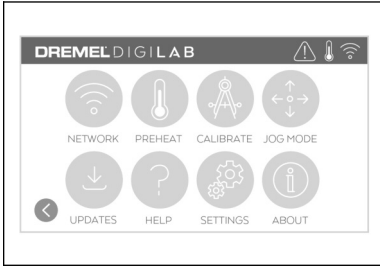 DREMEL DIGILAB
NETWORK PREHEAT CALIBRATE JOG MODE
UPDATES HELP SETTINGS ABOUT